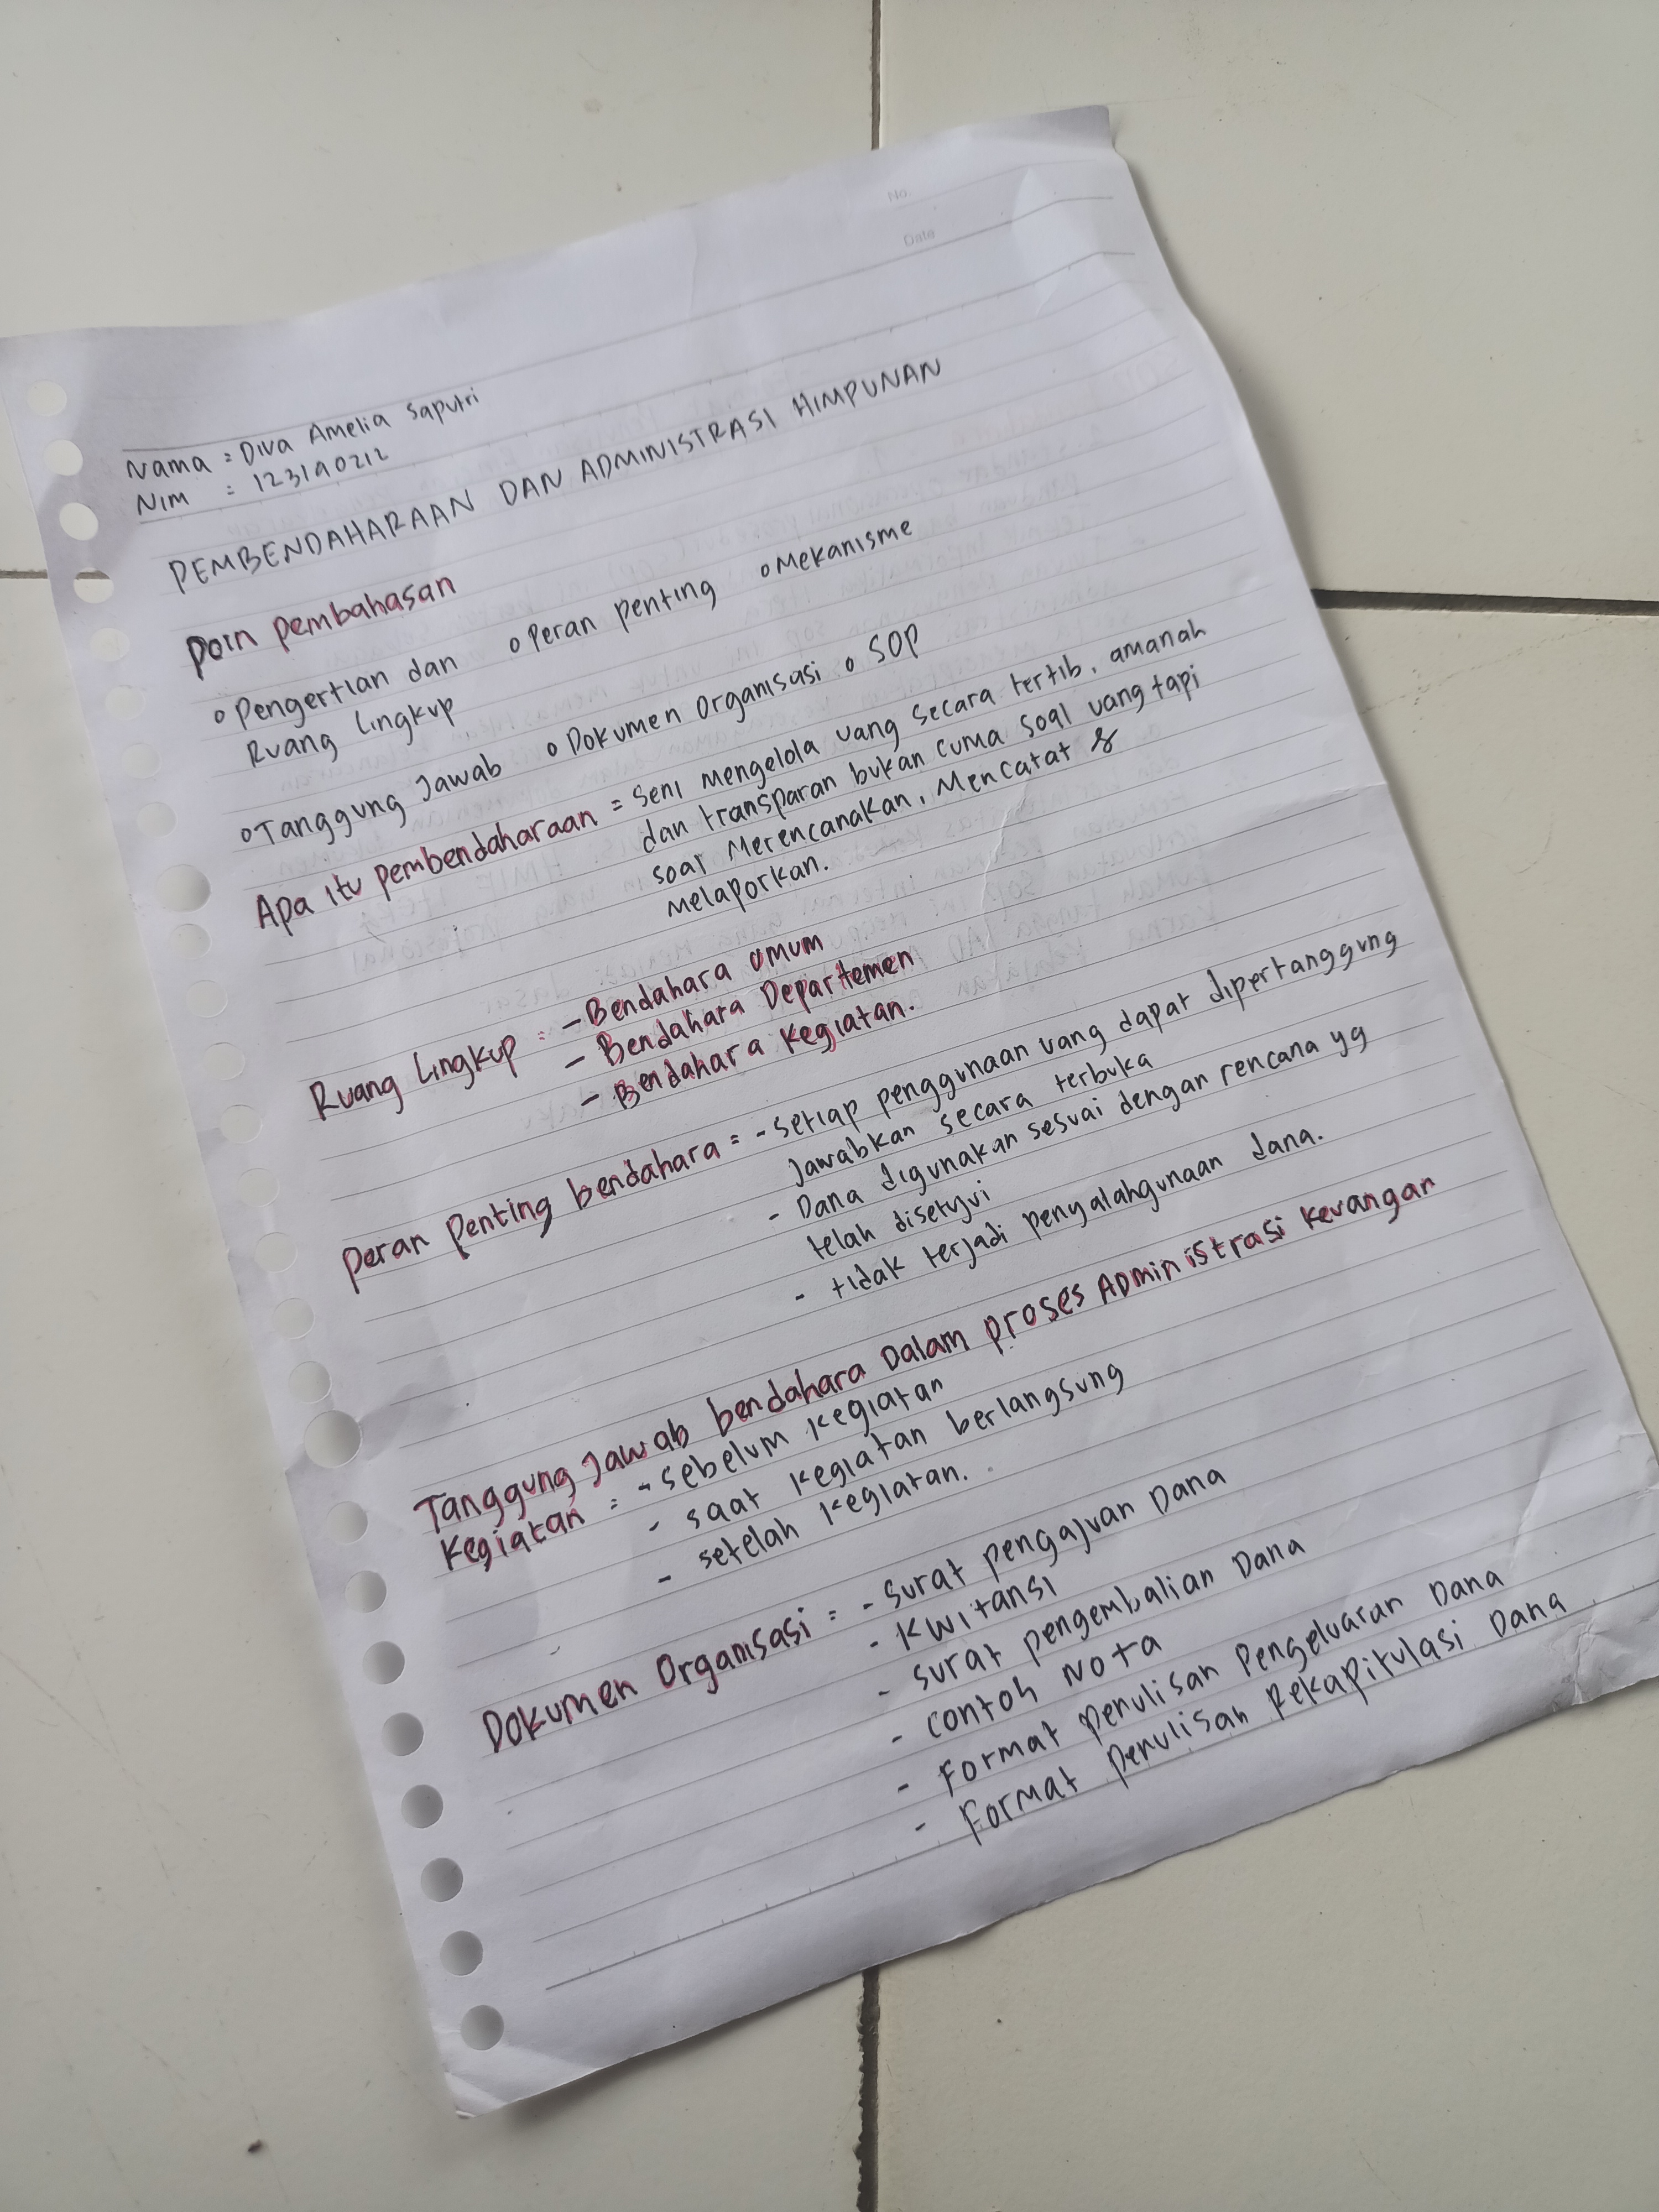 No.
Date
Nama : Diva Amelia Saputri
Nim : 123190212
PEMBENDAHARAAN DAN ADMINISTRASI HIMPUNAN
Poin pembahasan
o Pengertian dan o Peran penting o Mekanisme
Ruang Lingkup
o Tanggung Jawab o Dokumen Organisasi o SOP
Apa itu pembendaharaan = Seni mengelola uang secara tertib, amanah
dan transparan bukan cuma soal uang tapi
soal Merencanakan, Mencatat &
melaporkan.
Ruang Lingkup : - Bendahara Umum
- Bendahara Departemen
- Bendahara Kegiatan.
Peran Penting bendahara = - Setiap penggunaan uang dapat dipertanggung
Jawabkan secara terbuka
- Dana digunakan sesuai dengan rencana yg
telah disetujui
- tidak terjadi penyalahgunaan dana.
Tanggung Jawab bendahara Dalam proses Administrasi keuangan
Kegiatan : - Sebelum kegiatan
- saat kegiatan berlangsung
- setelah kegiatan.
Dokumen Organisasi = - Surat pengajuan Dana
- Kwitansi
- surat pengembalian Dana
- contoh Nota
- Format penulisan Pengeluaran Dana
- Format penulisan Rekapitulasi Dana